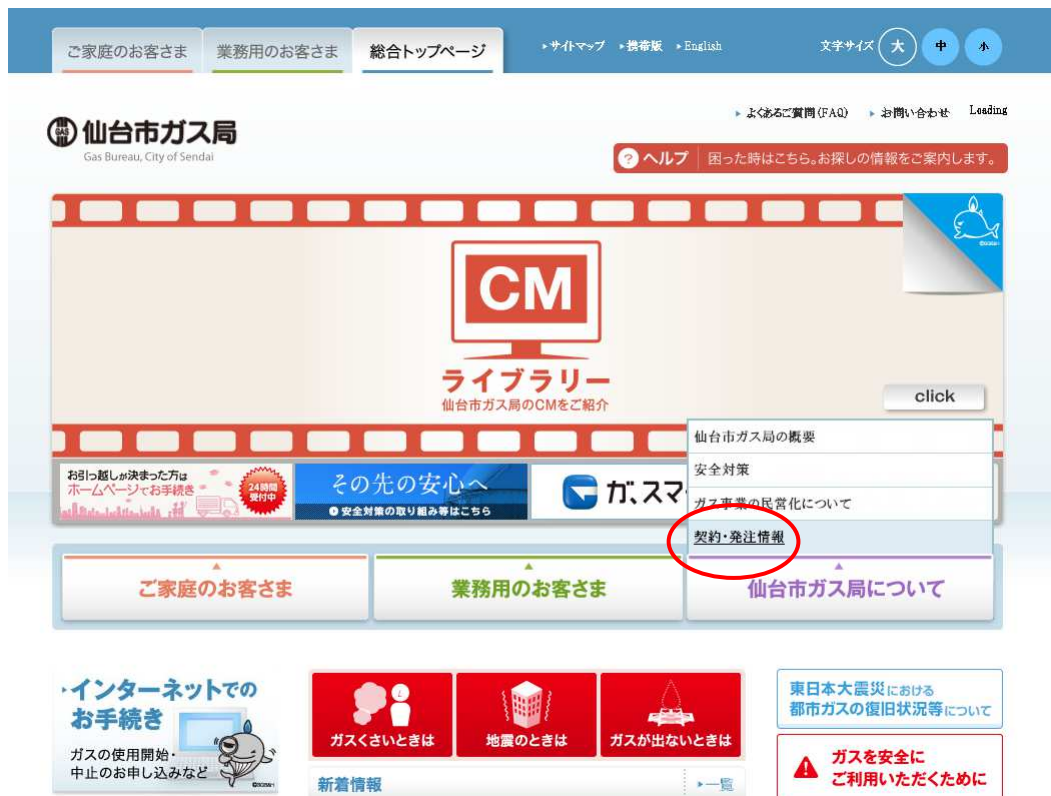 ご家庭のお客さま
業務用のお客さま
総合トップページ
サイトマップ
携帯版
English
文字サイズ
大
中
小
よくあるご質問(FAQ)
お問い合わせ
Loading
仙台市ガス局
Gas Bureau, City of Sendai
? ヘルプ
困った時はこちら。お探しの情報をご案内します。
CM
ライブラリー
仙台市ガス局のCMをご紹介
click
仙台市ガス局の概要
安全対策
ガス事業の民営化について
契約・発注情報
お引っ越しが決まった方は
ホームページでお手続き
24時間
受付中
その先の安心へ
安全対策の取り組み等はこちら
ガ、スマ
ご家庭のお客さま
業務用のお客さま
仙台市ガス局について
インターネットでの
お手続き
ガスの使用開始・
中止のお申し込みなど
ガスくさいときは
地震のときは
ガスが出ないときは
新着情報
一覧
東日本大震災における
都市ガスの復旧状況等について
ガスを安全に
ご利用いただくために